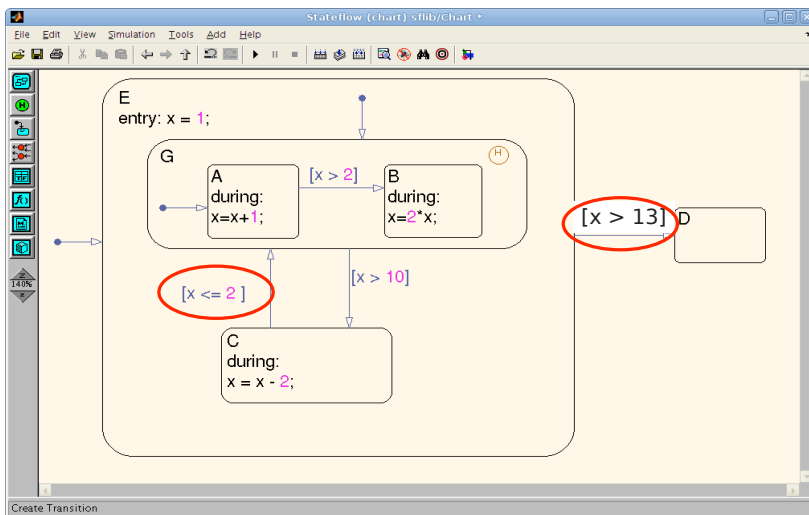 Stateflow (chart) sflib/Chart *
File Edit View Simulation Tools Add Help
E
entry: x = 1;
G
H
A
during:
x=x+1;
[x > 2]
B
during:
x=2*x;
[x > 13]
D
[x <= 2 ]
[x > 10]
C
during:
x = x - 2;
H
f()
Z
140%
z
Create Transition